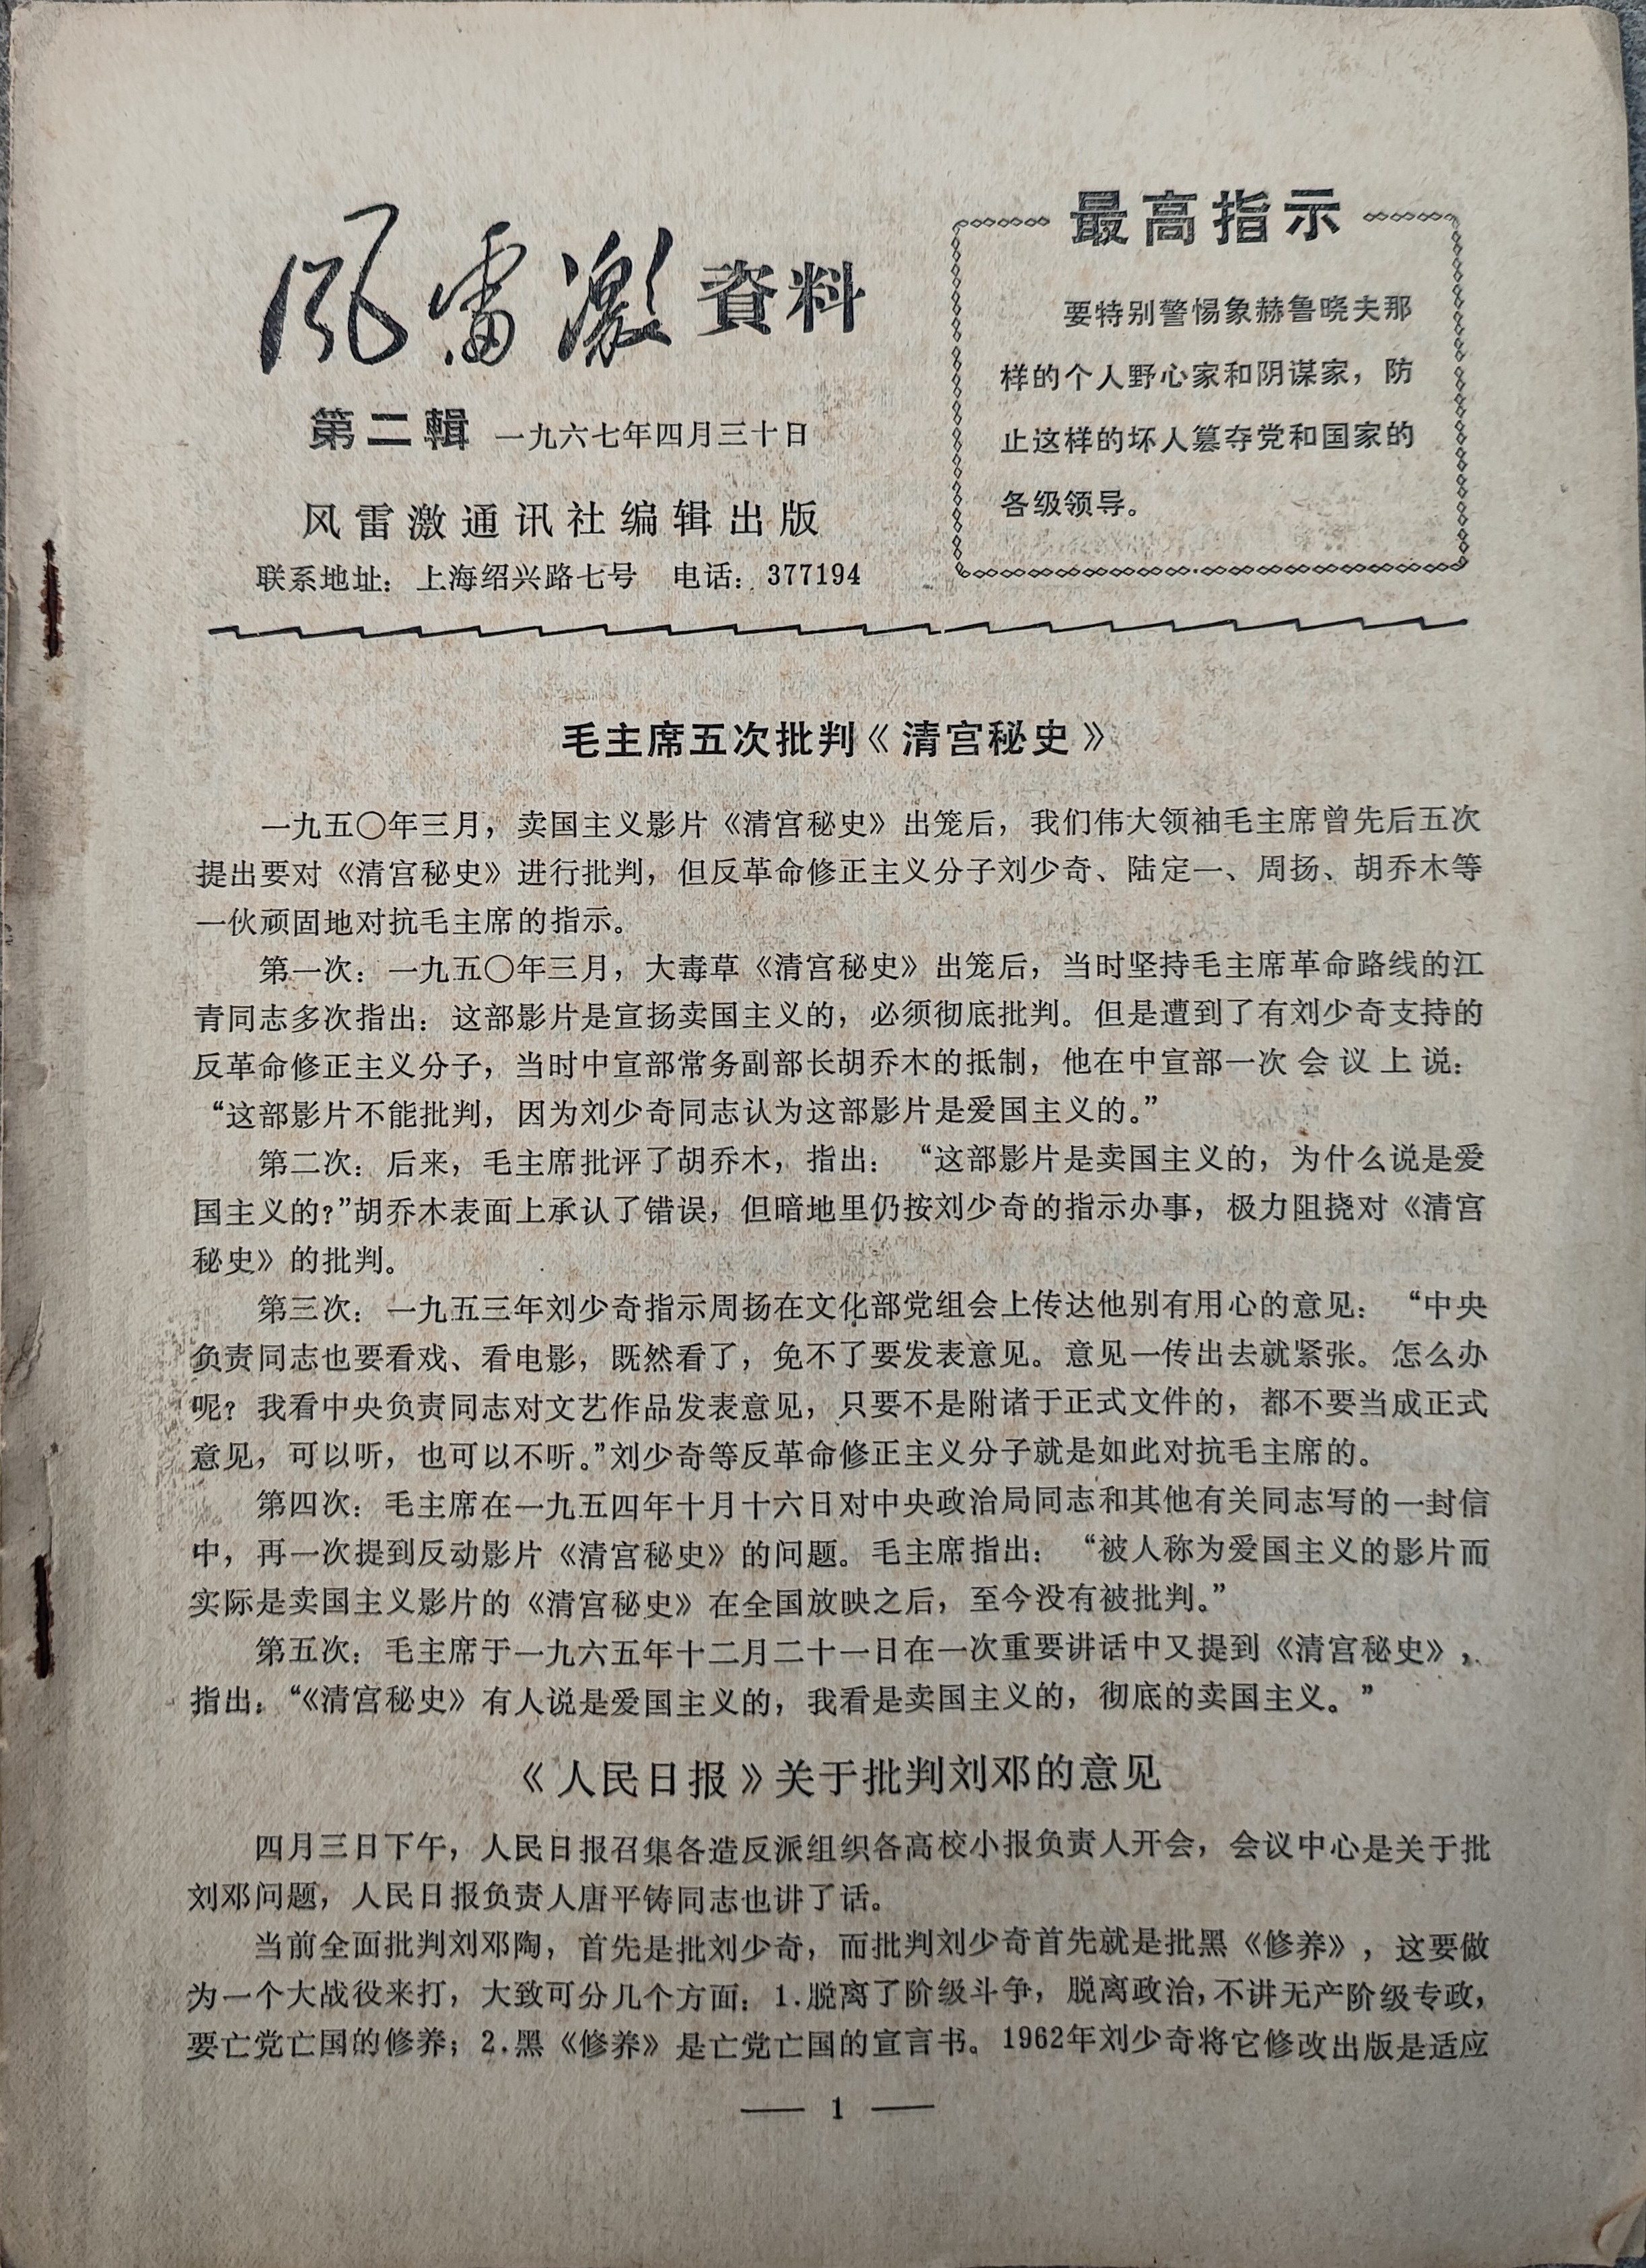 風雷激資料
第二輯 一九六七年四月三十日
风雷激通讯社编辑出版
联系地址：上海绍兴路七号 电话：377194
最高指示
要特别警惕象赫鲁晓夫那
样的个人野心家和阴谋家，防
止这样的坏人篡夺党和国家的
各级领导。
毛主席五次批判《清宫秘史》
一九五〇年三月，卖国主义影片《清宫秘史》出笼后，我们伟大领袖毛主席曾先后五次
提出要对《清宫秘史》进行批判，但反革命修正主义分子刘少奇、陆定一、周扬、胡乔木等
一伙顽固地对抗毛主席的指示。
第一次：一九五〇年三月，大毒草《清宫秘史》出笼后，当时坚持毛主席革命路线的江
青同志多次指出：这部影片是宣扬卖国主义的，必须彻底批判。但是遭到了有刘少奇支持的
反革命修正主义分子，当时中宣部常务副部长胡乔木的抵制，他在中宣部一次会议上说：
“这部影片不能批判，因为刘少奇同志认为这部影片是爱国主义的。”
第二次：后来，毛主席批评了胡乔木，指出：“这部影片是卖国主义的，为什么说是爱
国主义的？”胡乔木表面上承认了错误，但暗地里仍按刘少奇的指示办事，极力阻挠对《清宫
秘史》的批判。
第三次：一九五三年刘少奇指示周扬在文化部党组会上传达他别有用心的意见：“中央
负责同志也要看戏、看电影，既然看了，免不了要发表意见。意见一传出去就紧张。怎么办
呢？我看中央负责同志对文艺作品发表意见，只要不是附诸于正式文件的，都不要当成正式
意见，可以听，也可以不听。”刘少奇等反革命修正主义分子就是如此对抗毛主席的。
第四次：毛主席在一九五四年十月十六日对中央政治局同志和其他有关同志写的一封信
中，再一次提到反动影片《清宫秘史》的问题。毛主席指出：“被人称为爱国主义的影片而
实际是卖国主义影片的《清宫秘史》在全国放映之后，至今没有被批判。”
第五次：毛主席于一九六五年十二月二十一日在一次重要讲话中又提到《清宫秘史》，
指出：“《清宫秘史》有人说是爱国主义的，我看是卖国主义的，彻底的卖国主义。”
《人民日报》关于批判刘邓的意见
四月三日下午，人民日报召集各造反派组织各高校小报负责人开会，会议中心是关于批
刘邓问题，人民日报负责人唐平铸同志也讲了话。
当前全面批判刘邓陶，首先是批刘少奇，而批判刘少奇首先就是批黑《修养》，这要做
为一个大战役来打，大致可分几个方面：1.脱离了阶级斗争，脱离政治，不讲无产阶级专政，
要亡党亡国的修养；2.黑《修养》是亡党亡国的宣言书。1962年刘少奇将它修改出版是适应
— 1 —